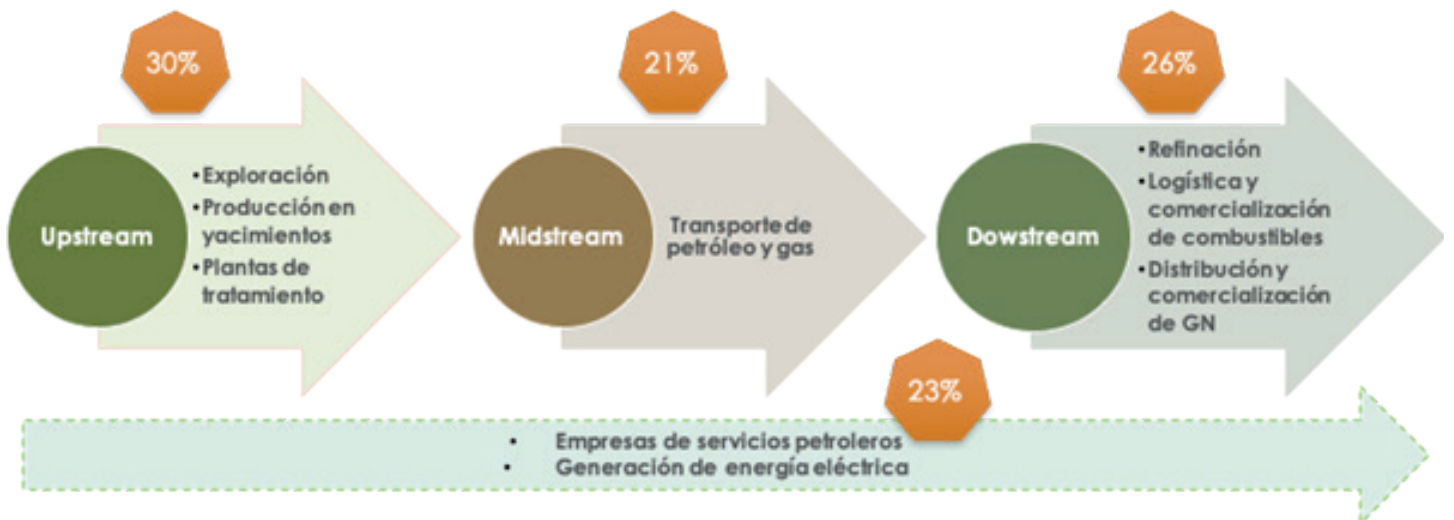 30%
Upstream
• Exploración
• Producción en
yacimientos
• Plantas de
tratamiento
21%
Midstream
Transporte de
petróleo y gas
26%
Dowstream
• Refinación
• Logística y
comercialización
de combustibles
• Distribución y
comercialización
de GN
23%
• Empresas de servicios petroleros
• Generación de energía eléctrica